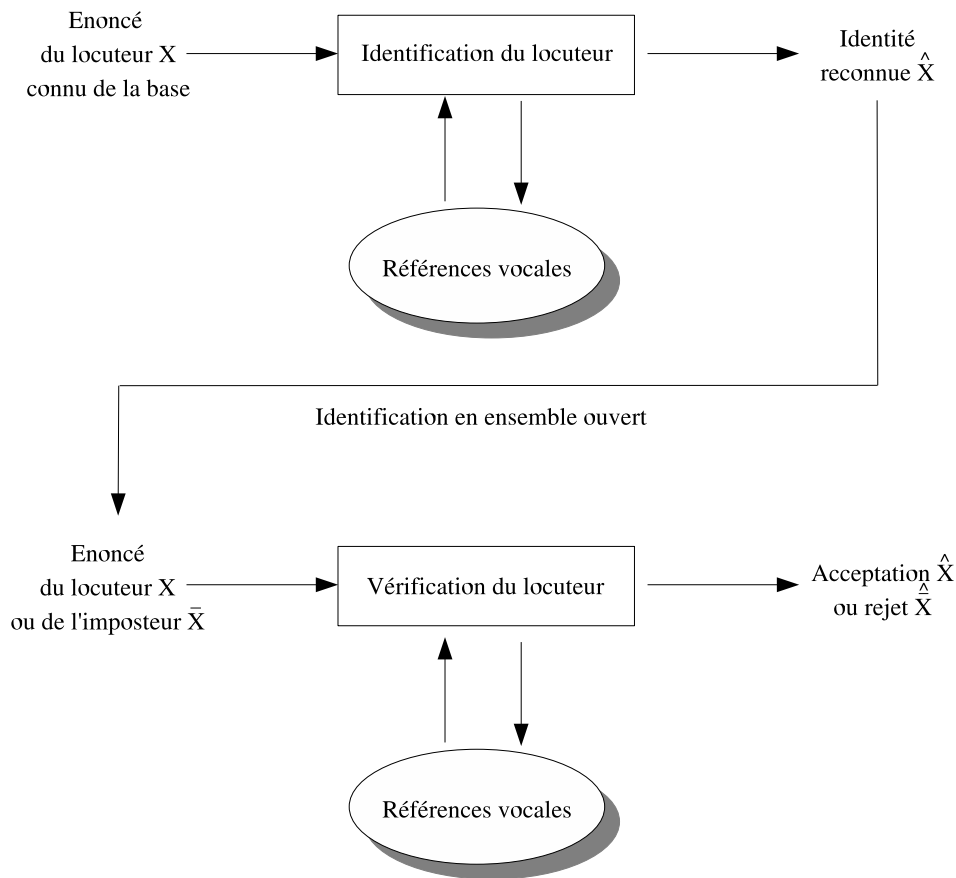 Enoncé
du locuteur X
connu de la base
Identification du locuteur
Identité
reconnue X̂
Références vocales
Identification en ensemble ouvert
Enoncé
du locuteur X
ou de l'imposteur X̄
Vérification du locuteur
Acceptation X̂
ou rejet X̄̂
Références vocales